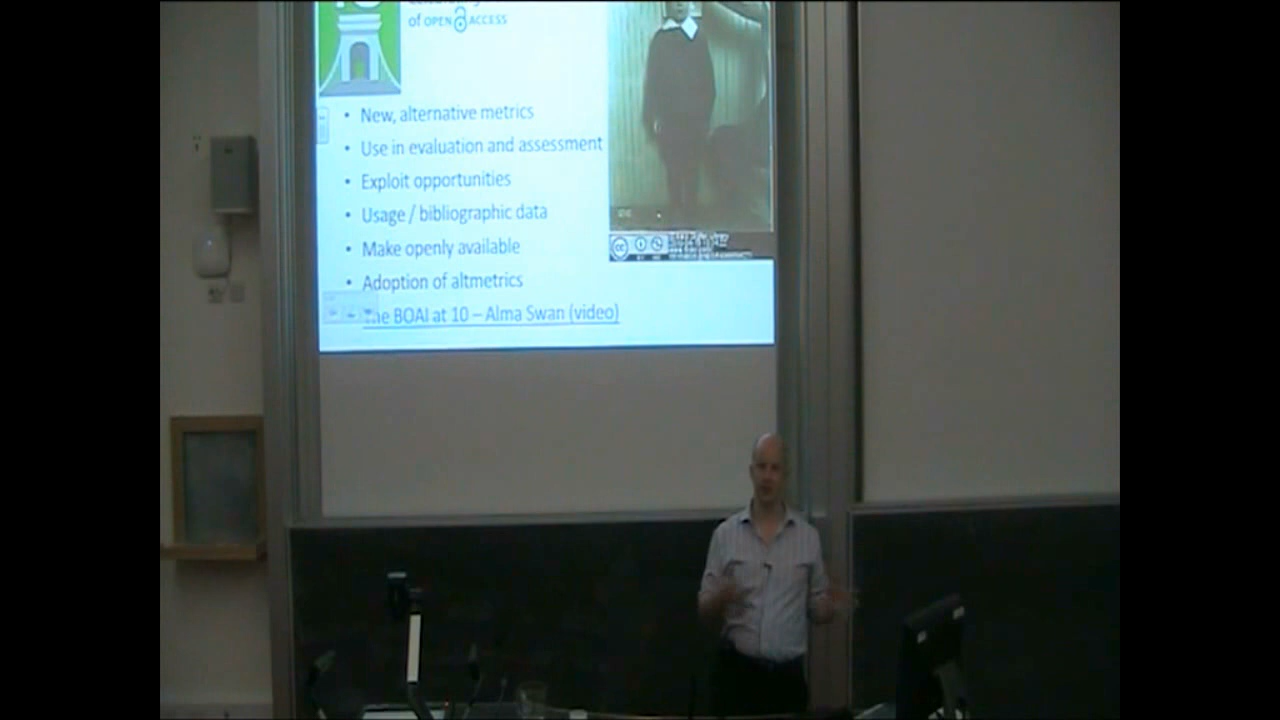 of OPEN ACCESS
• New, alternative metrics
• Use in evaluation and assessment
• Exploit opportunities
• Usage / bibliographic data
• Make openly available
• Adoption of altmetrics
BOAI at 10 – Alma Swan (video)
cc